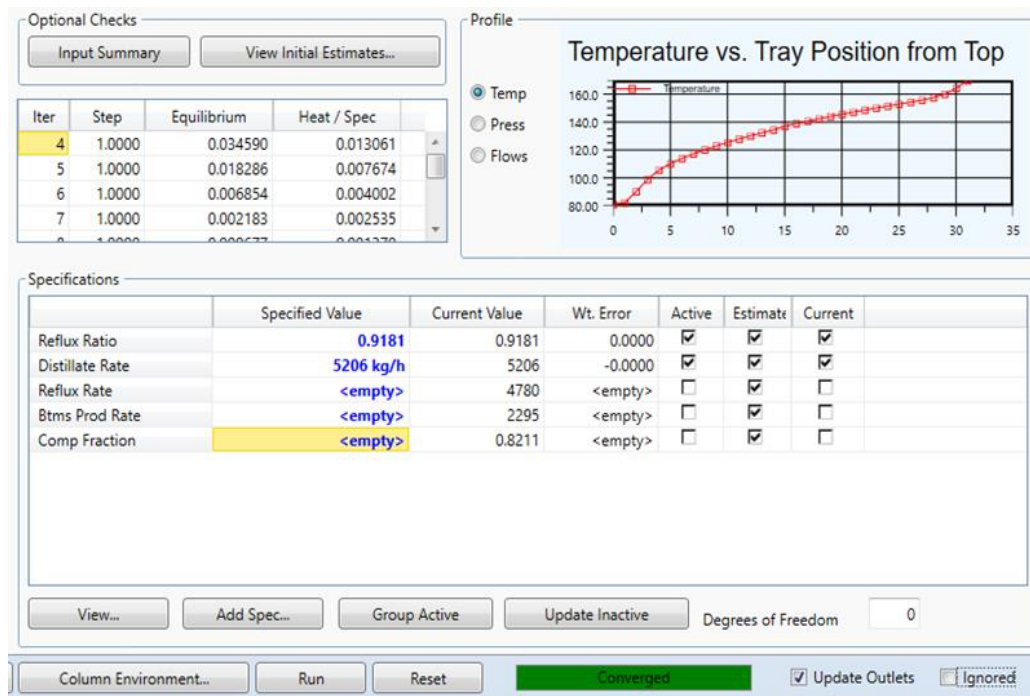 Optional Checks
Input Summary
View Initial Estimates...
Iter Step Equilibrium Heat / Spec
4 1.0000 0.034590 0.013061
5 1.0000 0.018286 0.007674
6 1.0000 0.006854 0.004002
7 1.0000 0.002183 0.002535
Profile
Temp
Press
Flows
Temperature vs. Tray Position from Top
Temperature
160.0
140.0
120.0
100.0
80.00
0 5 10 15 20 25 30 35
Specifications
Specified Value Current Value Wt. Error Active Estimate Current
Reflux Ratio 0.9181 0.9181 0.0000
Distillate Rate 5206 kg/h 5206 -0.0000
Reflux Rate <empty> 4780 <empty>
Btms Prod Rate <empty> 2295 <empty>
Comp Fraction <empty> 0.8211 <empty>
View... Add Spec... Group Active Update Inactive Degrees of Freedom 0
Column Environment... Run Reset Converged Update Outlets Ignored